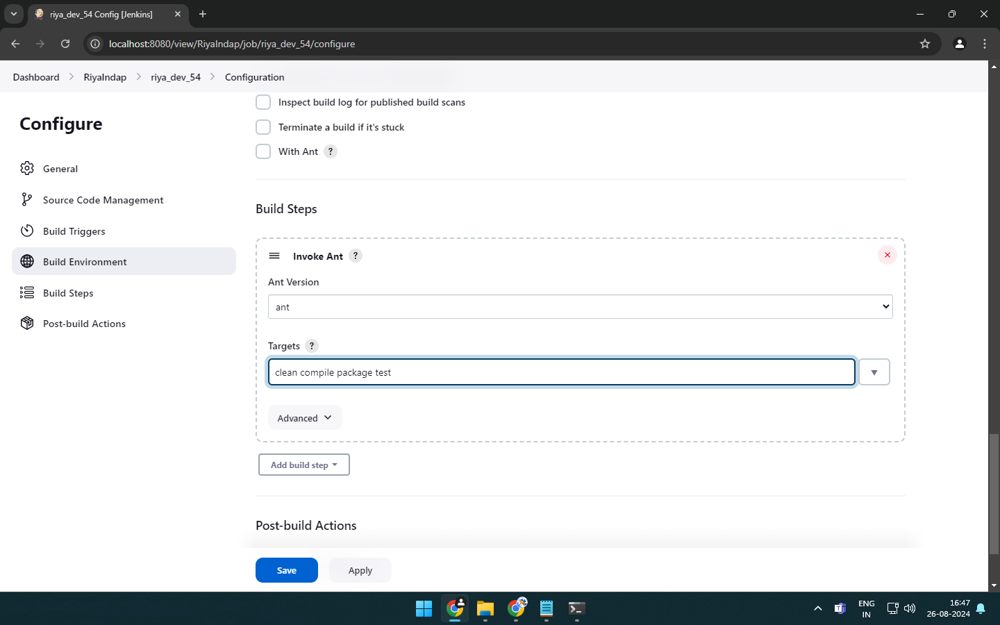 riya_dev_54 Config [Jenkins]
localhost:8080/view/RiyaIndap/job/riya_dev_54/configure
Dashboard > RiyaIndap > riya_dev_54 > Configuration
Configure
General
Source Code Management
Build Triggers
Build Environment
Build Steps
Post-build Actions
Inspect build log for published build scans
Terminate a build if it's stuck
With Ant ?
Build Steps
Invoke Ant ?
Ant Version
ant
Targets ?
clean compile package test
Advanced
Add build step
Post-build Actions
Save Apply
ENG
IN
16:47
26-08-2024